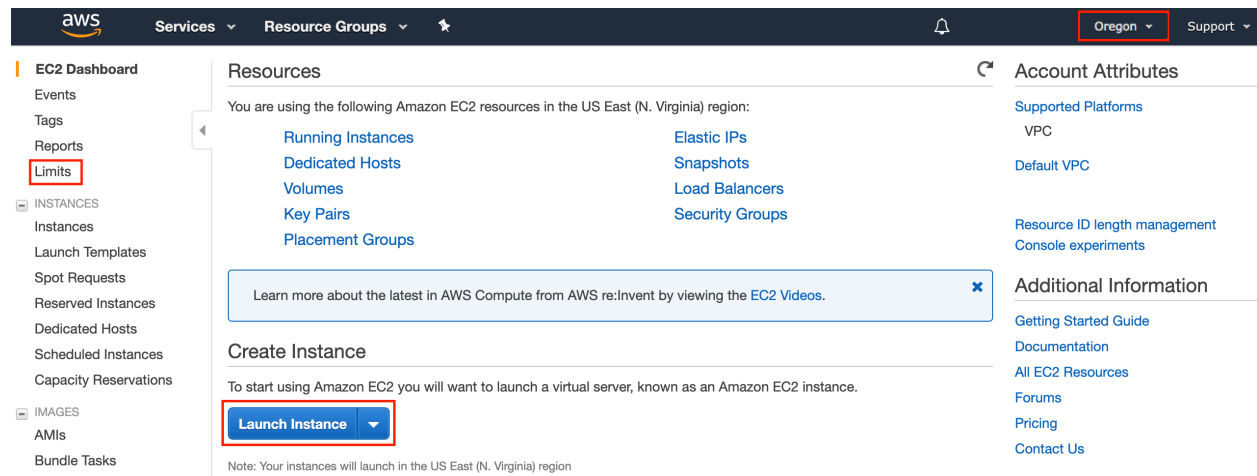 aws Services Resource Groups Oregon Support
EC2 Dashboard
Events
Tags
Reports
Limits
INSTANCES
Instances
Launch Templates
Spot Requests
Reserved Instances
Dedicated Hosts
Scheduled Instances
Capacity Reservations
IMAGES
AMIs
Bundle Tasks
Resources
You are using the following Amazon EC2 resources in the US East (N. Virginia) region:
Running Instances
Dedicated Hosts
Volumes
Key Pairs
Placement Groups
Elastic IPs
Snapshots
Load Balancers
Security Groups
Learn more about the latest in AWS Compute from AWS re:Invent by viewing the EC2 Videos.
Create Instance
To start using Amazon EC2 you will want to launch a virtual server, known as an Amazon EC2 instance.
Launch Instance
Note: Your instances will launch in the US East (N. Virginia) region
Account Attributes
Supported Platforms
VPC
Default VPC
Resource ID length management
Console experiments
Additional Information
Getting Started Guide
Documentation
All EC2 Resources
Forums
Pricing
Contact Us